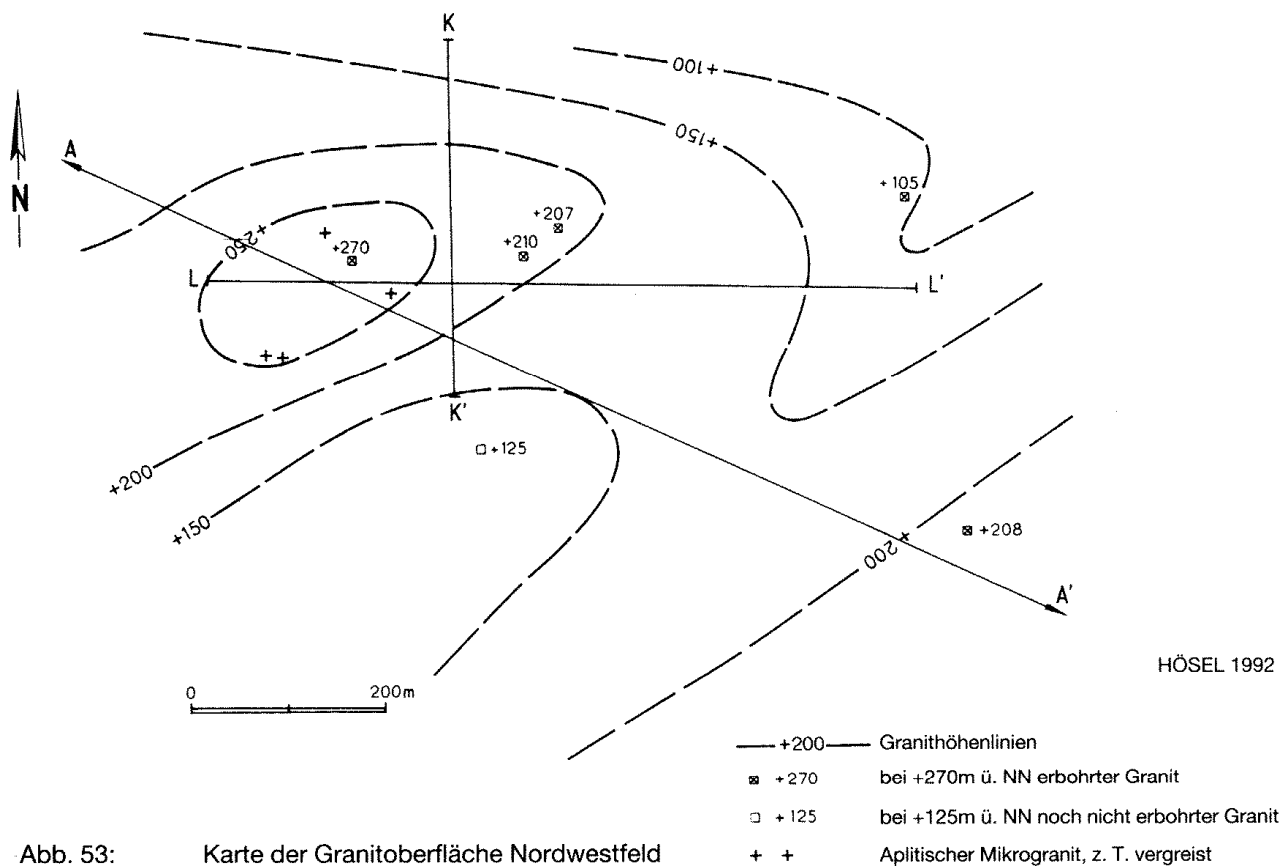 K
+100
+150
A
N
+105
+207
+250
+270
+210
L
L'
K'
+125
+200
+150
+208
200+
A'
HÖSEL 1992
0 200m
+200 Granithöhenlinien
+270 bei +270m ü. NN erbohrter Granit
+125 bei +125m ü. NN noch nicht erbohrter Granit
+ + Aplitischer Mikrogranit, z. T. vergreist
Abb. 53: Karte der Granitoberfläche Nordwestfeld